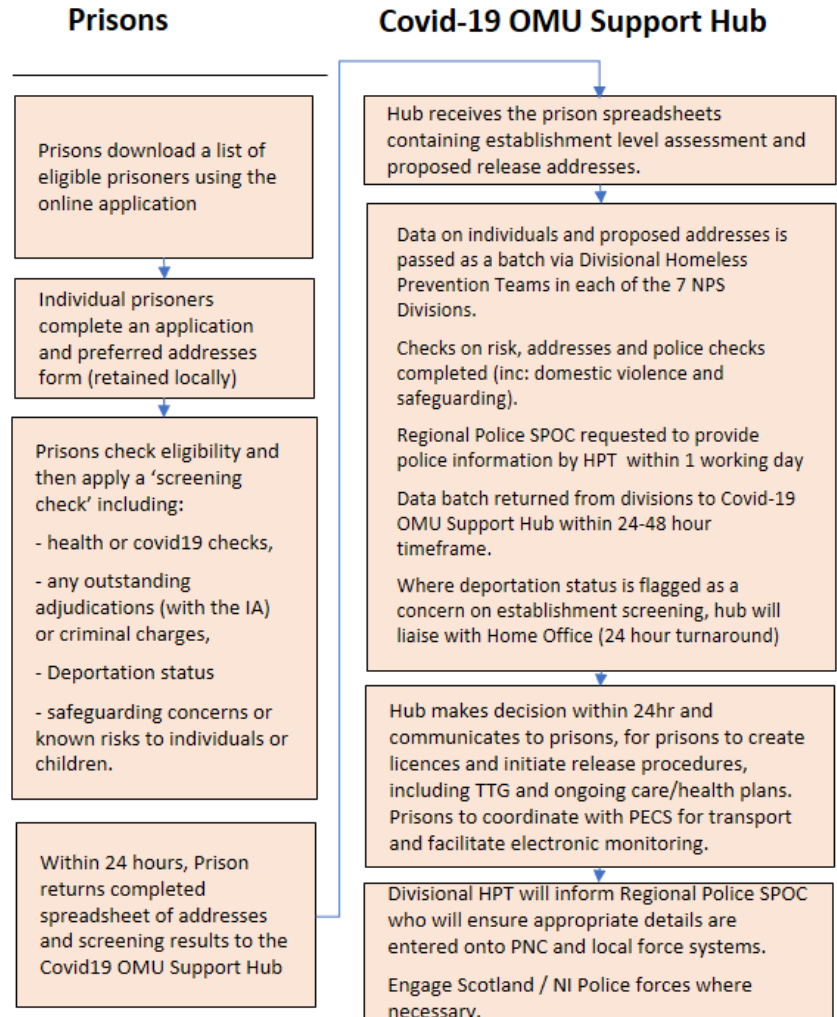 Prisons
Prisons download a list of
eligible prisoners using the
online application
Individual prisoners
complete an application
and preferred addresses
form (retained locally)
Prisons check eligibility and
then apply a ‘screening
check’ including:
- health or covid19 checks,
- any outstanding
adjudications (with the IA)
or criminal charges,
- Deportation status
- safeguarding concerns or
known risks to individuals or
children.
Within 24 hours, Prison
returns completed
spreadsheet of addresses
and screening results to the
Covid19 OMU Support Hub
Covid-19 OMU Support Hub
Hub receives the prison spreadsheets
containing establishment level assessment and
proposed release addresses.
Data on individuals and proposed addresses is
passed as a batch via Divisional Homeless
Prevention Teams in each of the 7 NPS
Divisions.
Checks on risk, addresses and police checks
completed (inc: domestic violence and
safeguarding).
Regional Police SPOC requested to provide
police information by HPT within 1 working day
Data batch returned from divisions to Covid-19
OMU Support Hub within 24-48 hour
timeframe.
Where deportation status is flagged as a
concern on establishment screening, hub will
liaise with Home Office (24 hour turnaround)
Hub makes decision within 24hr and
communicates to prisons, for prisons to create
licences and initiate release procedures,
including TTG and ongoing care/health plans.
Prisons to coordinate with PECS for transport
and facilitate electronic monitoring.
Divisional HPT will inform Regional Police SPOC
who will ensure appropriate details are
entered onto PNC and local force systems.
Engage Scotland / NI Police forces where
necessary.